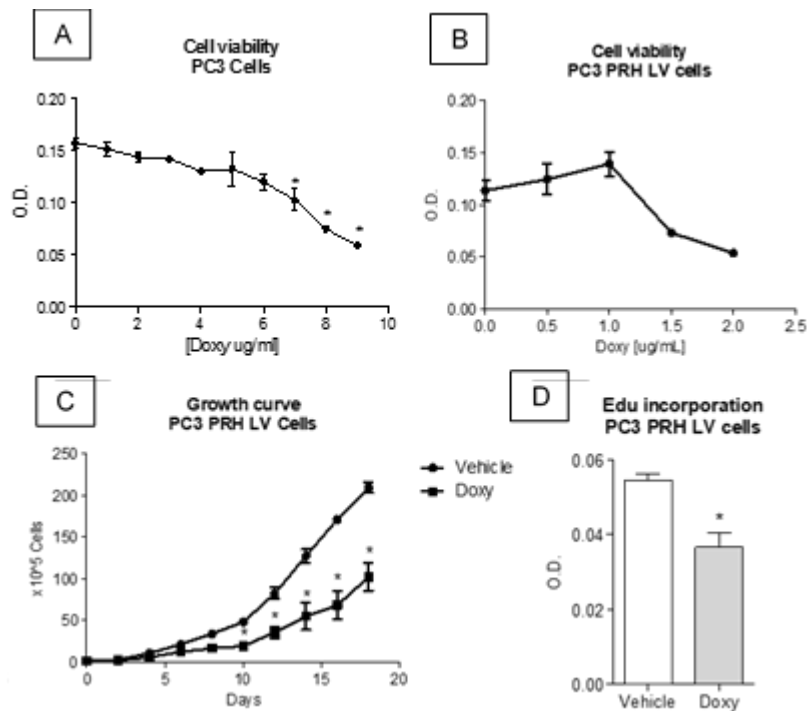 A
Cell viability
PC3 Cells
0.20
0.15
0.10
0.05
0.00
O.D.
*
*
*
0
2
4
6
8
10
[Doxy ug/ml]
B
Cell viability
PC3 PRH LV cells
0.20
0.15
0.10
0.05
0.00
O.D.
0.0
0.5
1.0
1.5
2.0
2.5
Doxy [ug/mL]
C
Growth curve
PC3 PRH LV Cells
250
200
150
100
50
0
x10^5 Cells
*
*
*
*
*
0
5
10
15
20
Days
Vehicle
Doxy
D
Edu incorporation
PC3 PRH LV cells
0.06
0.04
0.02
0.00
O.D.
*
Vehicle
Doxy